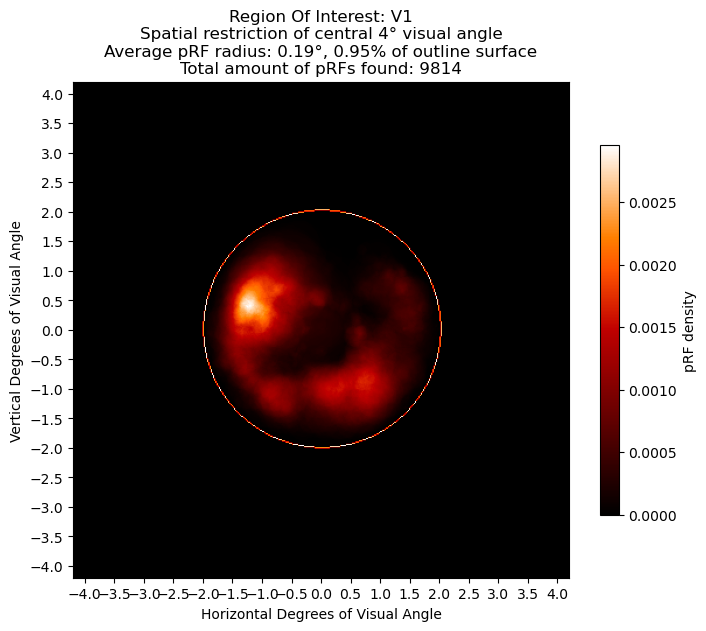 Region Of Interest: V1
Spatial restriction of central 4° visual angle
Average pRF radius: 0.19°, 0.95% of outline surface
Total amount of pRFs found: 9814
4.0
3.5
3.0
2.5
2.0
1.5
1.0
0.5
0.0
−0.5
−1.0
−1.5
−2.0
−2.5
−3.0
−3.5
−4.0
Vertical Degrees of Visual Angle
−4.0−3.5−3.0−2.5−2.0−1.5−1.0−0.5 0.0 0.5 1.0 1.5 2.0 2.5 3.0 3.5 4.0
Horizontal Degrees of Visual Angle
0.0025
0.0020
0.0015
0.0010
0.0005
0.0000
pRF density